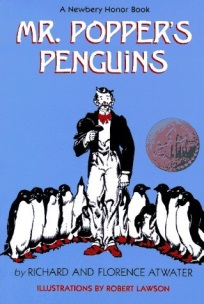 A Newbery Honor Book
MR. POPPER'S
PENGUINS
by RICHARD AND FLORENCE ATWATER
ILLUSTRATIONS BY ROBERT LAWSON